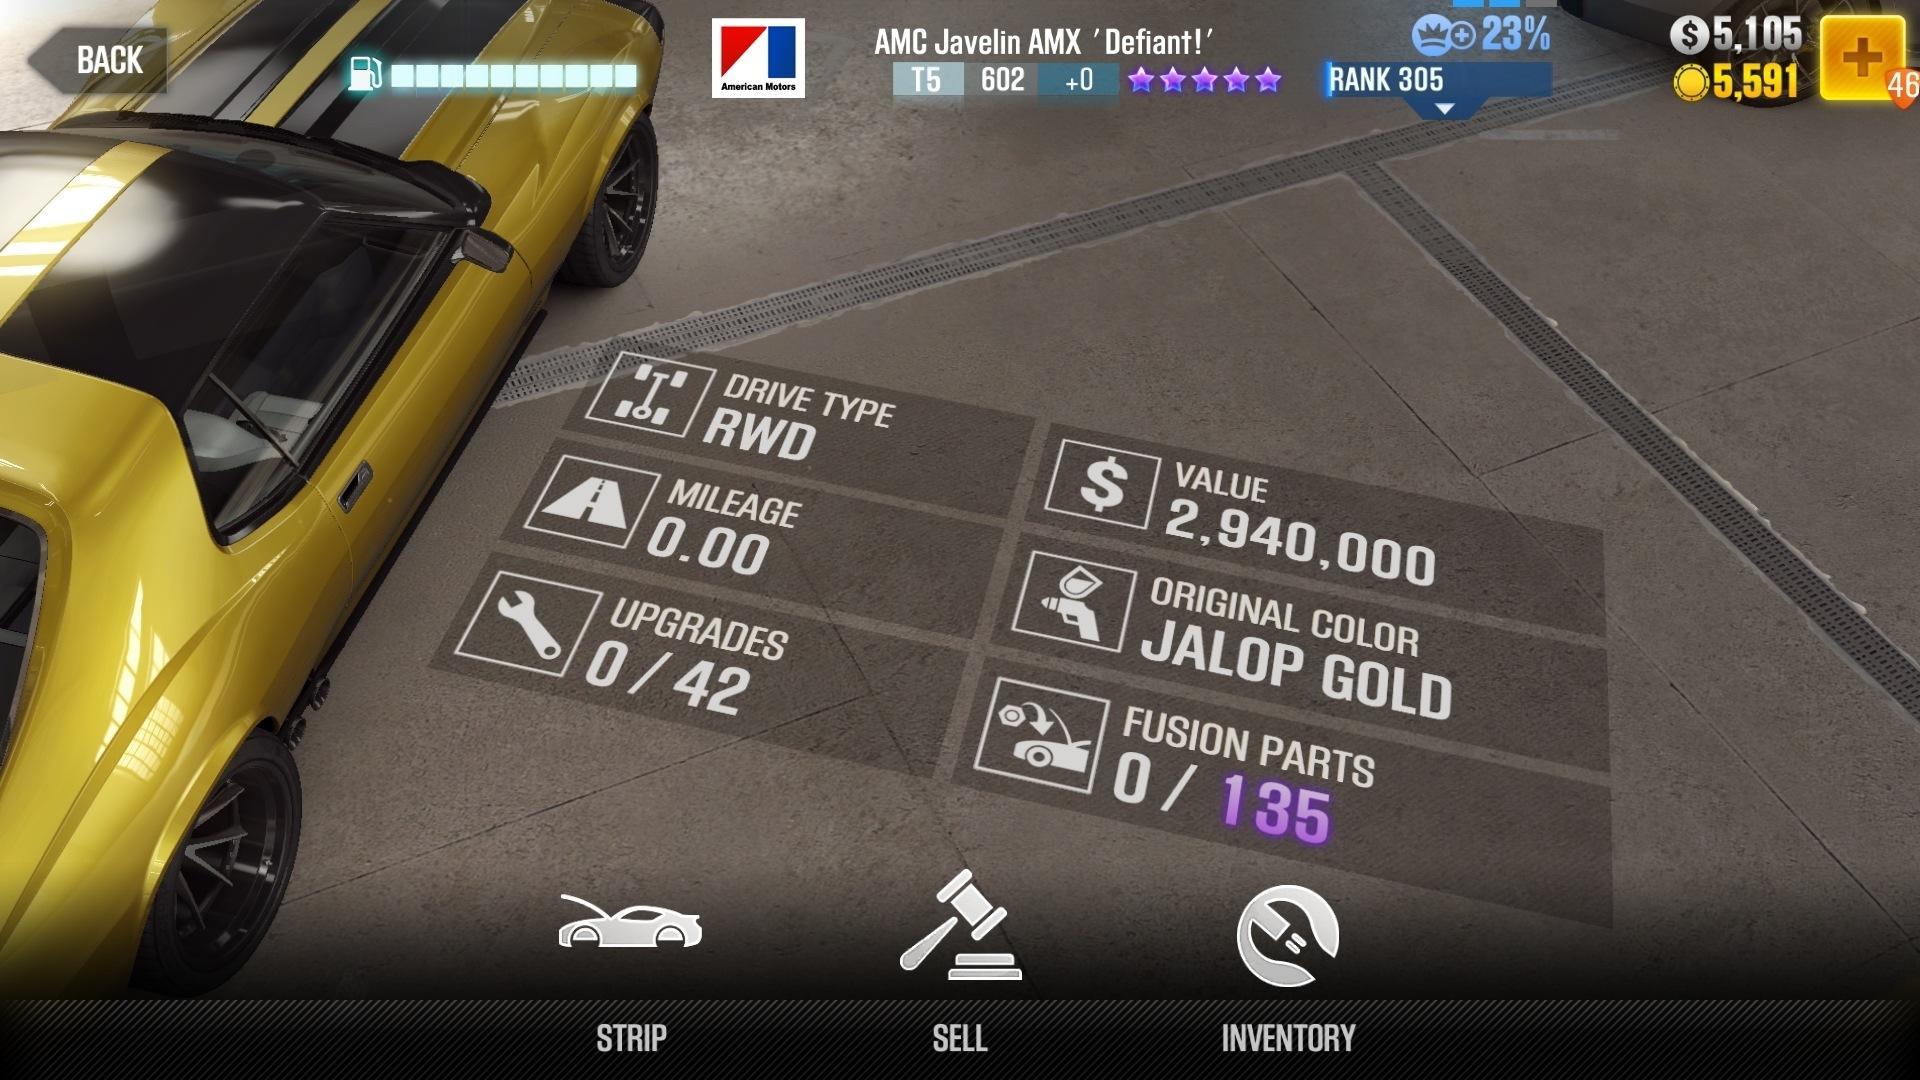 BACK
American Motors
AMC Javelin AMX 'Defiant!'
T5 602 +0
23%
RANK 305
5,105
5,591
46
DRIVE TYPE
RWD
MILEAGE
0.00
UPGRADES
0/42
VALUE
2,940,000
ORIGINAL COLOR
JALOP GOLD
FUSION PARTS
0/ 135
STRIP
SELL
INVENTORY